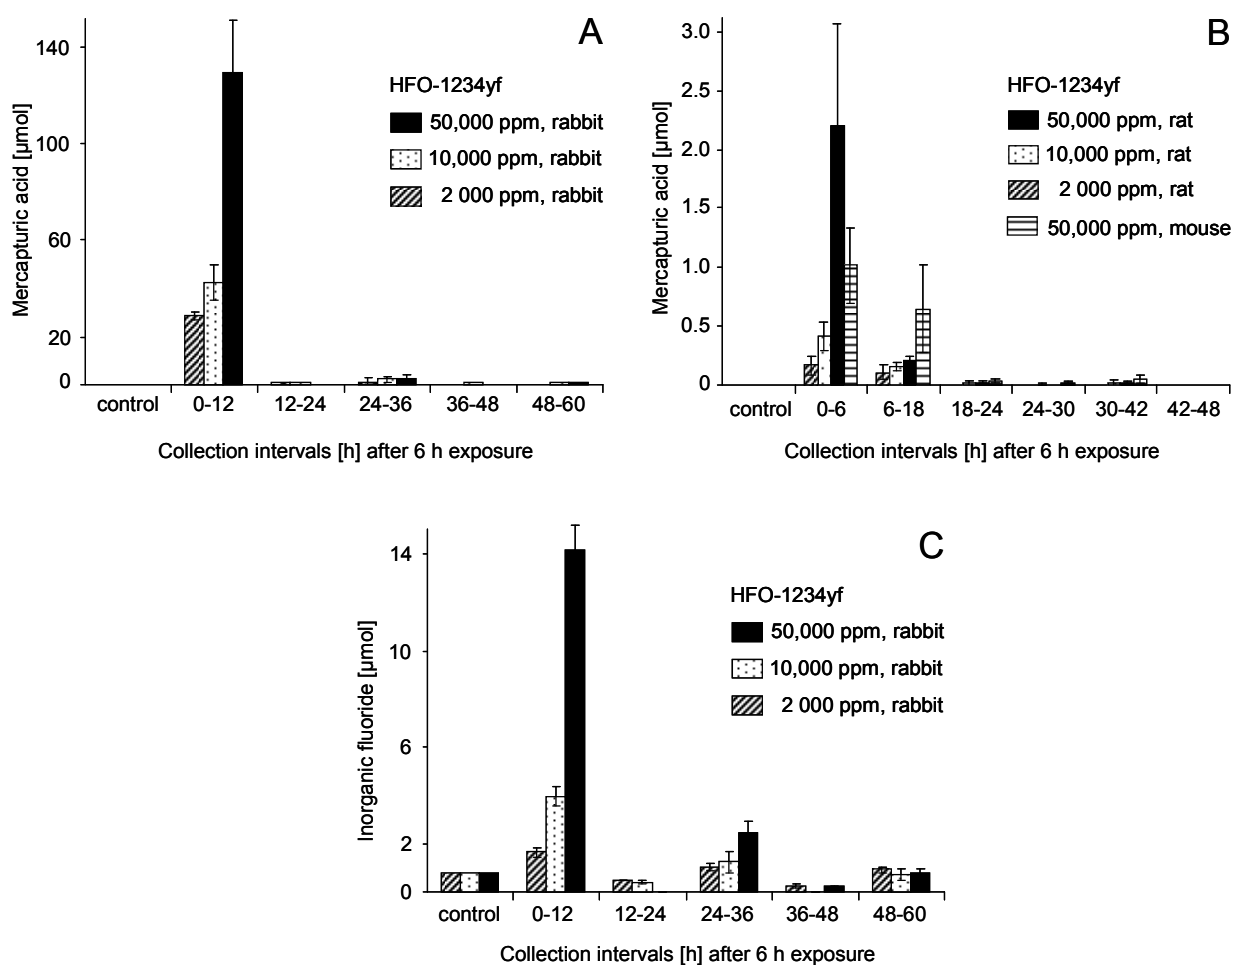 A
Mercapturic acid [µmol]
140
100
60
20
0
HFO-1234yf
50,000 ppm, rabbit
10,000 ppm, rabbit
2 000 ppm, rabbit
control 0-12 12-24 24-36 36-48 48-60
Collection intervals [h] after 6 h exposure
B
Mercapturic acid [µmol]
3.0
2.5
2.0
1.5
1.0
0.5
0
HFO-1234yf
50,000 ppm, rat
10,000 ppm, rat
2 000 ppm, rat
50,000 ppm, mouse
control 0-6 6-18 18-24 24-30 30-42 42-48
Collection intervals [h] after 6 h exposure
C
Inorganic fluoride [µmol]
14
10
6
2
0
HFO-1234yf
50,000 ppm, rabbit
10,000 ppm, rabbit
2 000 ppm, rabbit
control 0-12 12-24 24-36 36-48 48-60
Collection intervals [h] after 6 h exposure